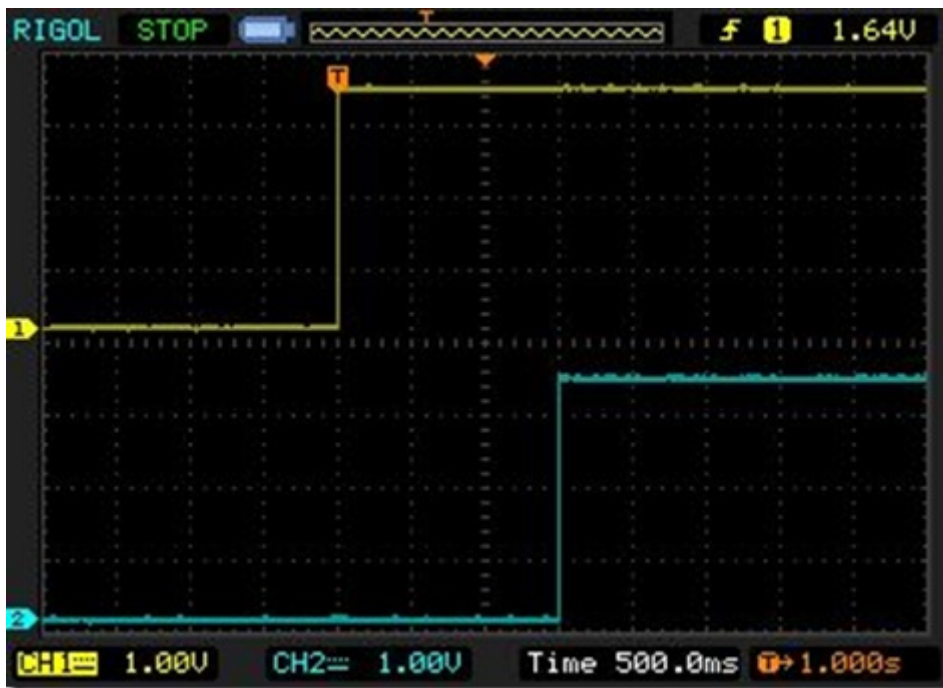 RIGOL STOP T 1 1.64V
T
1
2
CH1 1.00V CH2 1.00V Time 500.0ms T→1.000s